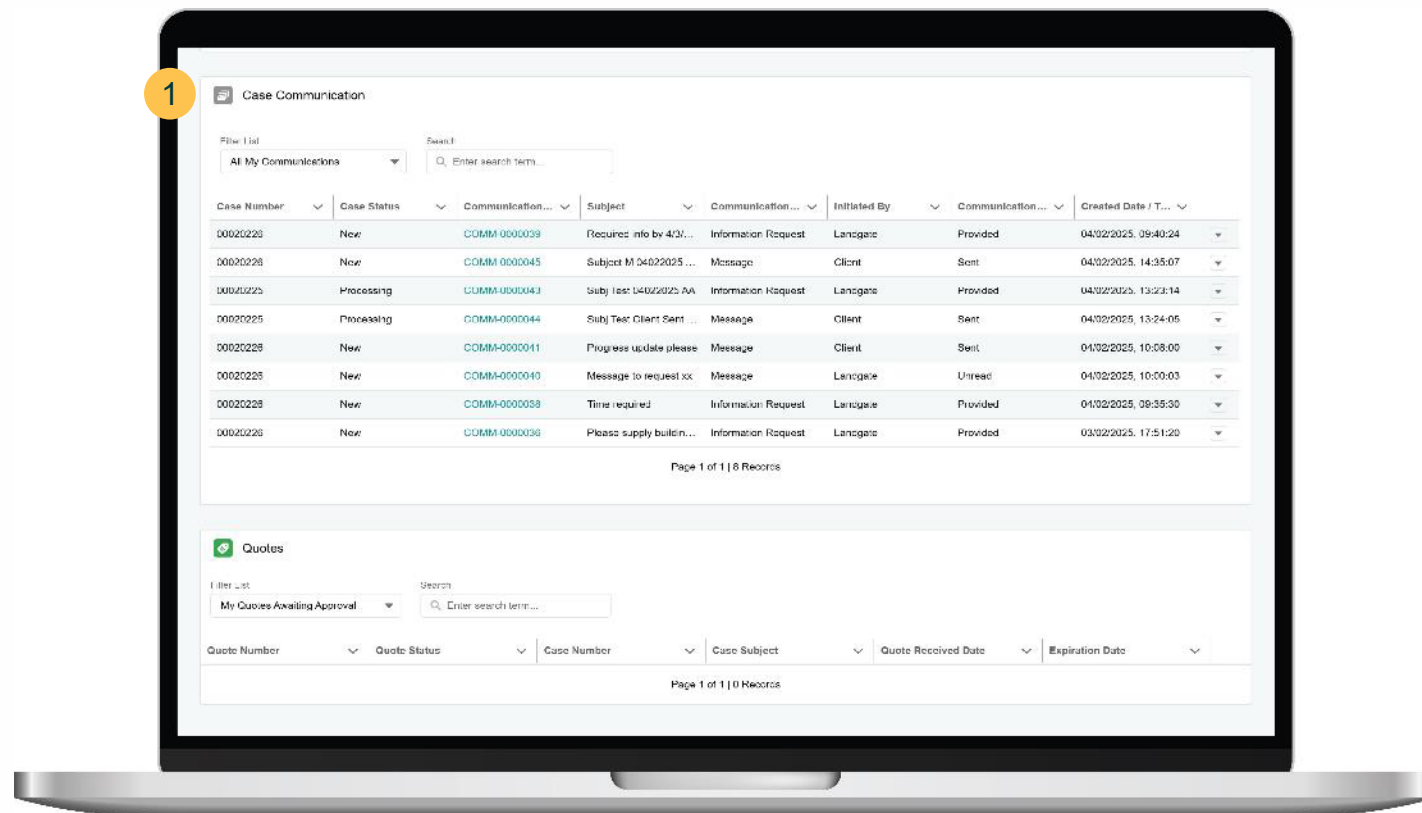 1
Case Communication
Filter List Search
All My Communications Enter search term...
Case Number Case Status Communication... Subject Communication... Initiated By Communication... Created Date / T...
00020226 New COMM-0000039 Required info by 4/3/... Information Request Landgate Provided 04/02/2025, 09:40:24
00020226 New COMM-0000045 Subject M 04022025 ... Message Client Sent 04/02/2025, 14:35:07
00020225 Processing COMM-0000043 Subj Test 04022025 AA Information Request Landgate Provided 04/02/2025, 13:23:14
00020225 Processing COMM-0000044 Subj Test Client Sent ... Message Client Sent 04/02/2025, 13:24:05
00020226 New COMM-0000041 Progress update please Message Client Sent 04/02/2025, 10:08:00
00020226 New COMM-0000040 Message to request xx Message Landgate Unread 04/02/2025, 10:00:03
00020226 New COMM-0000038 Time required Information Request Landgate Provided 04/02/2025, 09:35:30
00020226 New COMM-0000036 Please supply buildin... Information Request Landgate Provided 03/02/2025, 17:51:20
Page 1 of 1 | 8 Records
Quotes
Filter List Search
My Quotes Awaiting Approval Enter search term...
Quote Number Quote Status Case Number Case Subject Quote Received Date Expiration Date
Page 1 of 1 | 0 Records